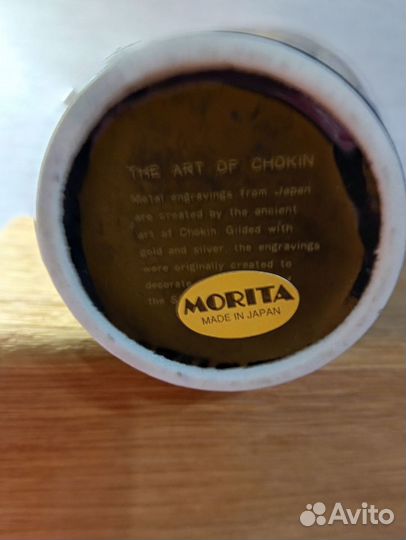 THE ART OF CHOKIN
Metal engravings from Japan
are created by the ancient
art of Chokin. Gilded with
gold and silver, the engravings
were originally created to
decorate
the S
MORITA
MADE IN JAPAN
Avito